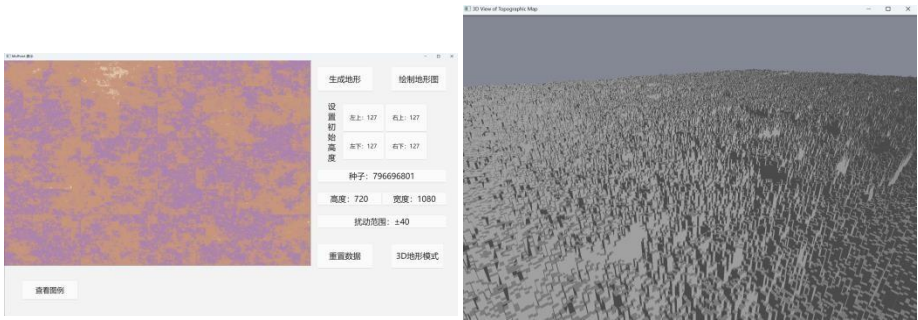 3D View of Topographic Map
生成地形
绘制地形图
设置初始高度
左上：127
右上：127
左下：127
右下：127
种子：796696801
高度：720
宽度：1080
扰动范围：±40
重置数据
3D地形模式
查看图例